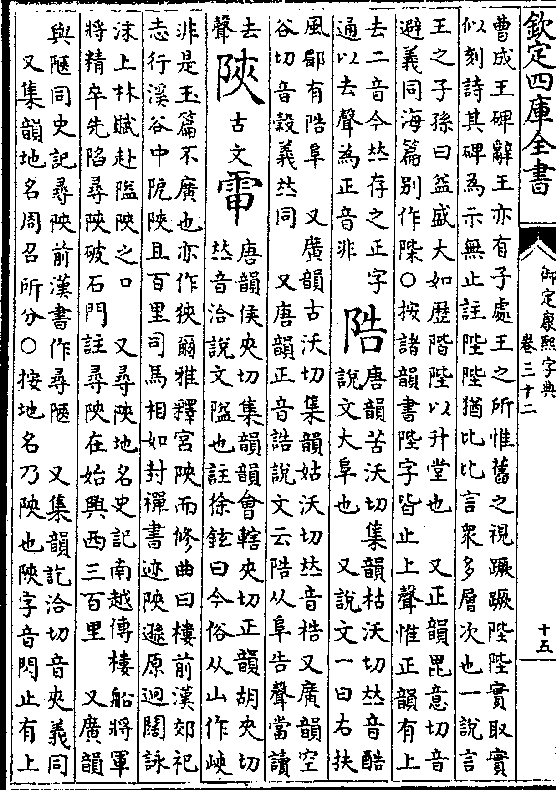 欽定四庫全書
御定康熙字典
卷三十二
十五
曹成王碑辭王亦有子處王之所惟舊之視蹶蹶陛陛實取實
似刻詩其碑為示無止註陛陛猶比比言衆多層次也一說言
王之子孫日益盛大如歷階陛以升堂也　又正韻毘意切音
避義同海篇別作○按諸韻書陛字皆止上聲惟正韻有上
去二音今𠀤存之正字
通以去聲為正音非
唐韻苦沃切集韻枯沃切𠀤音酷
說文大阜也　又說文一曰右扶
風郿有阜　又廣韻古沃切集韻姑沃切𠀤音梏又廣韻空
谷切音義𠀤同　又唐韻正音誥說文云从阜告聲當讀
去
聲
陜
古文
唐韻侯夾切集韻韻會轄夾切正韻胡夾切
𠀤音洽說文隘也註徐鉉曰今俗从山作峽
非是玉篇不廣也亦作狹爾雅釋宮陜而修曲曰樓前漢郊祀
志行溪谷中阸陜且百里司馬相如封禪書迹陜遊原迥闊詠
沫上林賦赴隘陜之口　又尋陜地名史記南越傳樓船將軍
將精卒先陷尋陜破石門註尋陜在始興西三百里　又廣韻
與陿同史記尋陜前漢書作尋陿　又集韻訖洽切音夾義同
又集韻地名周召所分○按地名乃陝也陝字音閃止有上